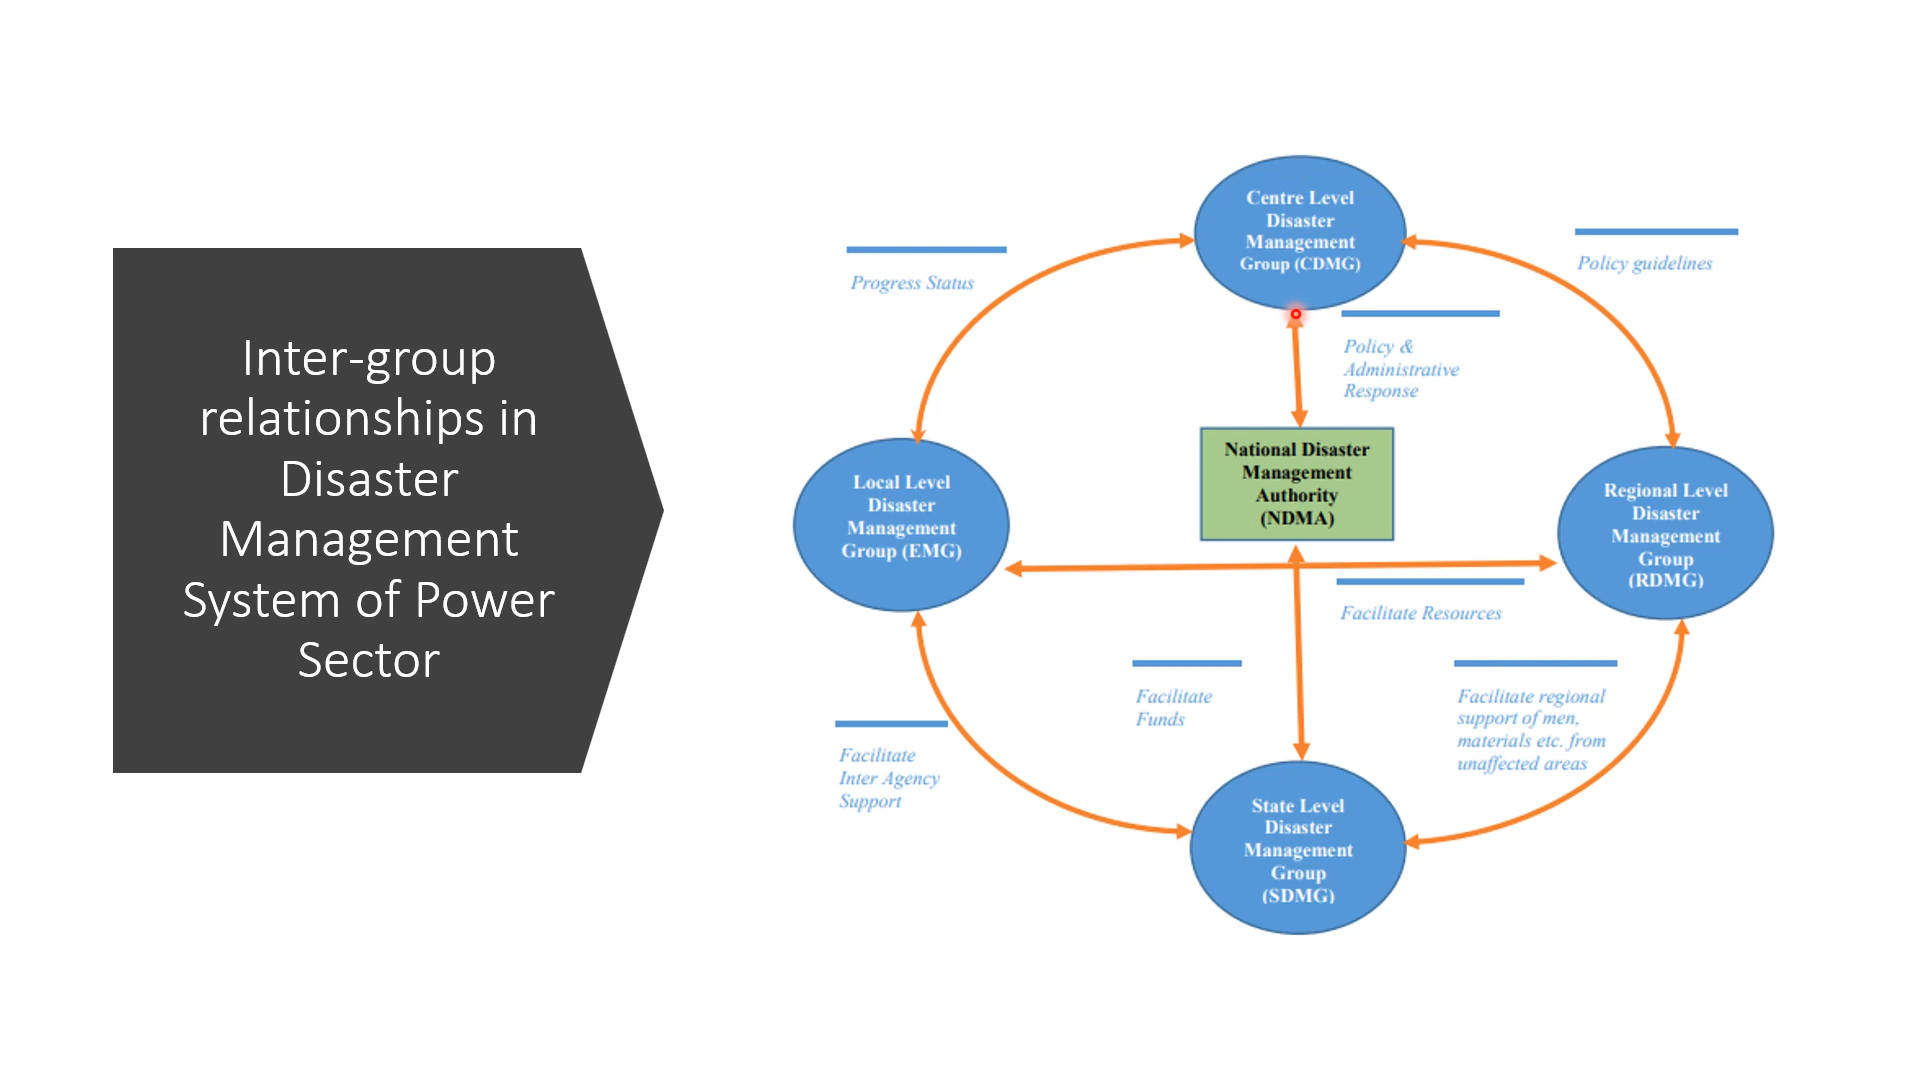 Inter-group
relationships in
Disaster
Management
System of Power
Sector
Centre Level
Disaster
Management
Group (CDMG)
Progress Status
Policy guidelines
Policy &
Administrative
Response
National Disaster
Management
Authority
(NDMA)
Local Level
Disaster
Management
Group (EMG)
Regional Level
Disaster
Management
Group
(RDMG)
Facilitate Resources
Facilitate
Funds
Facilitate regional
support of men,
materials etc. from
unaffected areas
Facilitate
Inter Agency
Support
State Level
Disaster
Management
Group
(SDMG)